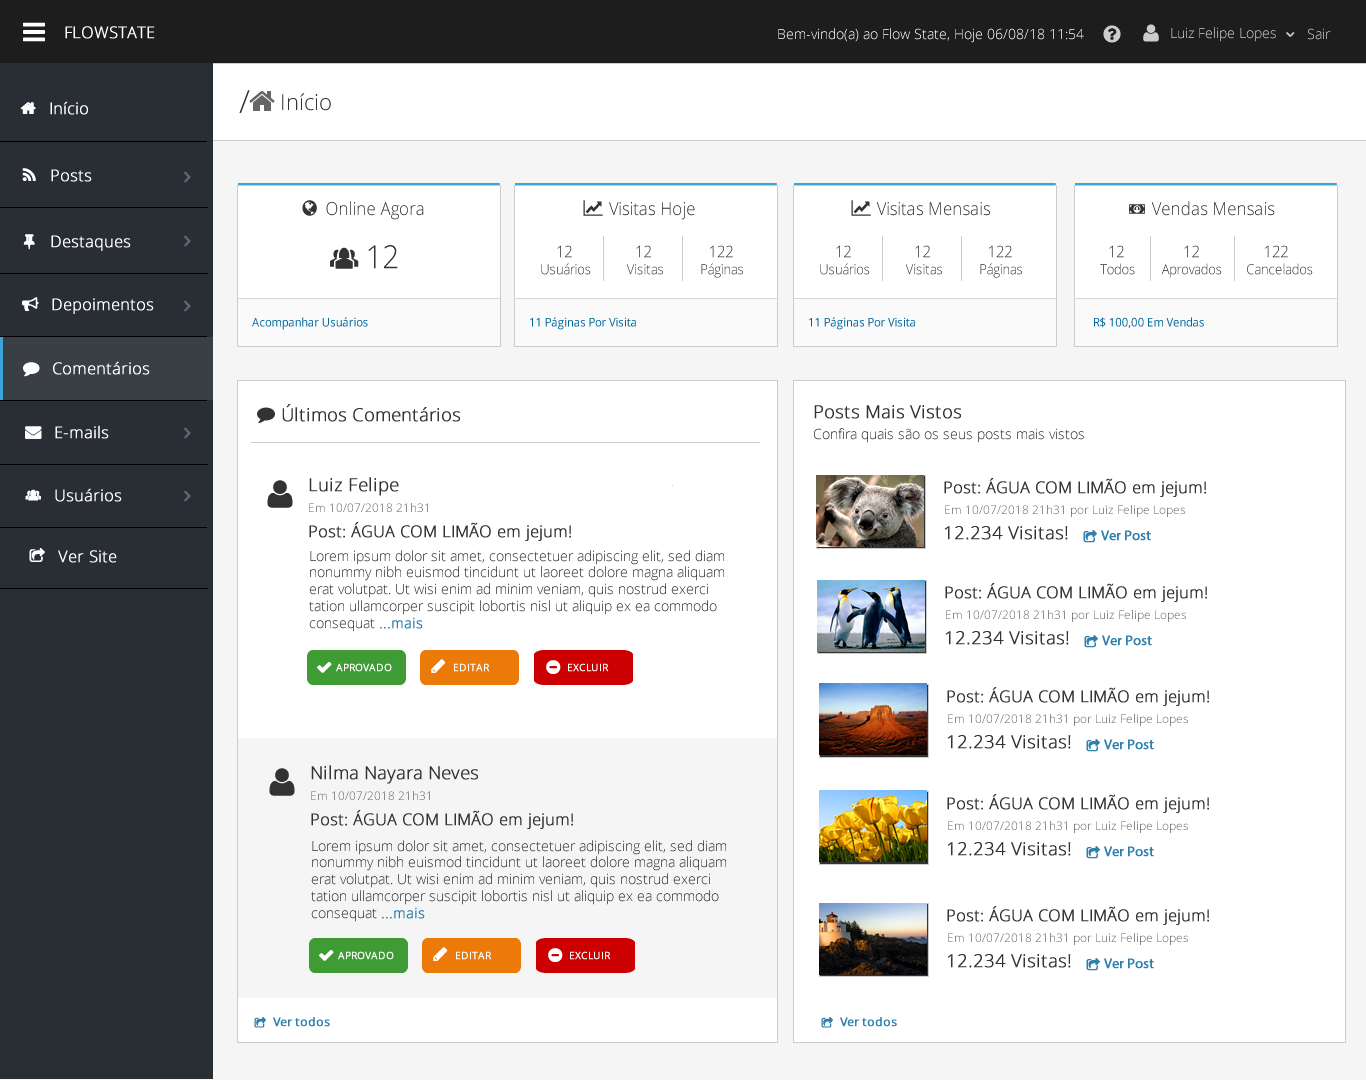 FLOWSTATE
Bem-vindo(a) ao Flow State, Hoje 06/08/18 11:54
Luiz Felipe Lopes
Sair
Início
Posts
Destaques
Depoimentos
Comentários
E-mails
Usuários
Ver Site
/ Início
Online Agora
12
Acompanhar Usuários
Visitas Hoje
12 12 122
Usuários Visitas Páginas
11 Páginas Por Visita
Visitas Mensais
12 12 122
Usuários Visitas Páginas
11 Páginas Por Visita
Vendas Mensais
12 12 122
Todos Aprovados Cancelados
R$ 100,00 Em Vendas
Últimos Comentários
Luiz Felipe
Em 10/07/2018 21h31
Post: ÁGUA COM LIMÃO em jejum!
Lorem ipsum dolor sit amet, consectetuer adipiscing elit, sed diam
nonummy nibh euismod tincidunt ut laoreet dolore magna aliquam
erat volutpat. Ut wisi enim ad minim veniam, quis nostrud exerci
tation ullamcorper suscipit lobortis nisl ut aliquip ex ea commodo
consequat ...mais
APROVADO EDITAR EXCLUIR
Nilma Nayara Neves
Em 10/07/2018 21h31
Post: ÁGUA COM LIMÃO em jejum!
Lorem ipsum dolor sit amet, consectetuer adipiscing elit, sed diam
nonummy nibh euismod tincidunt ut laoreet dolore magna aliquam
erat volutpat. Ut wisi enim ad minim veniam, quis nostrud exerci
tation ullamcorper suscipit lobortis nisl ut aliquip ex ea commodo
consequat ...mais
APROVADO EDITAR EXCLUIR
Ver todos
Posts Mais Vistos
Confira quais são os seus posts mais vistos
Post: ÁGUA COM LIMÃO em jejum!
Em 10/07/2018 21h31 por Luiz Felipe Lopes
12.234 Visitas! Ver Post
Post: ÁGUA COM LIMÃO em jejum!
Em 10/07/2018 21h31 por Luiz Felipe Lopes
12.234 Visitas! Ver Post
Post: ÁGUA COM LIMÃO em jejum!
Em 10/07/2018 21h31 por Luiz Felipe Lopes
12.234 Visitas! Ver Post
Post: ÁGUA COM LIMÃO em jejum!
Em 10/07/2018 21h31 por Luiz Felipe Lopes
12.234 Visitas! Ver Post
Post: ÁGUA COM LIMÃO em jejum!
Em 10/07/2018 21h31 por Luiz Felipe Lopes
12.234 Visitas! Ver Post
Ver todos